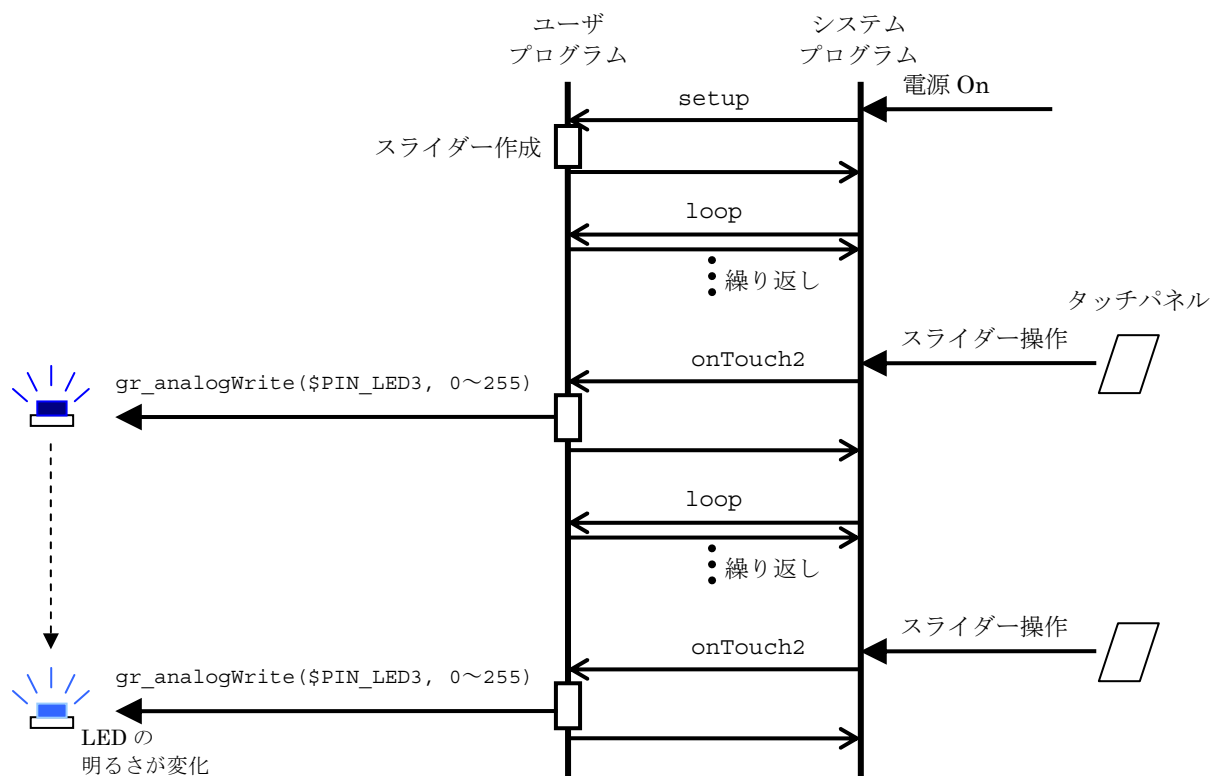 ユーザ
プログラム
システム
プログラム
電源 On
setup
スライダー作成
loop
繰り返し
タッチパネル
スライダー操作
onTouch2
gr_analogWrite($PIN_LED3, 0～255)
loop
繰り返し
スライダー操作
onTouch2
gr_analogWrite($PIN_LED3, 0～255)
LED の
明るさが変化